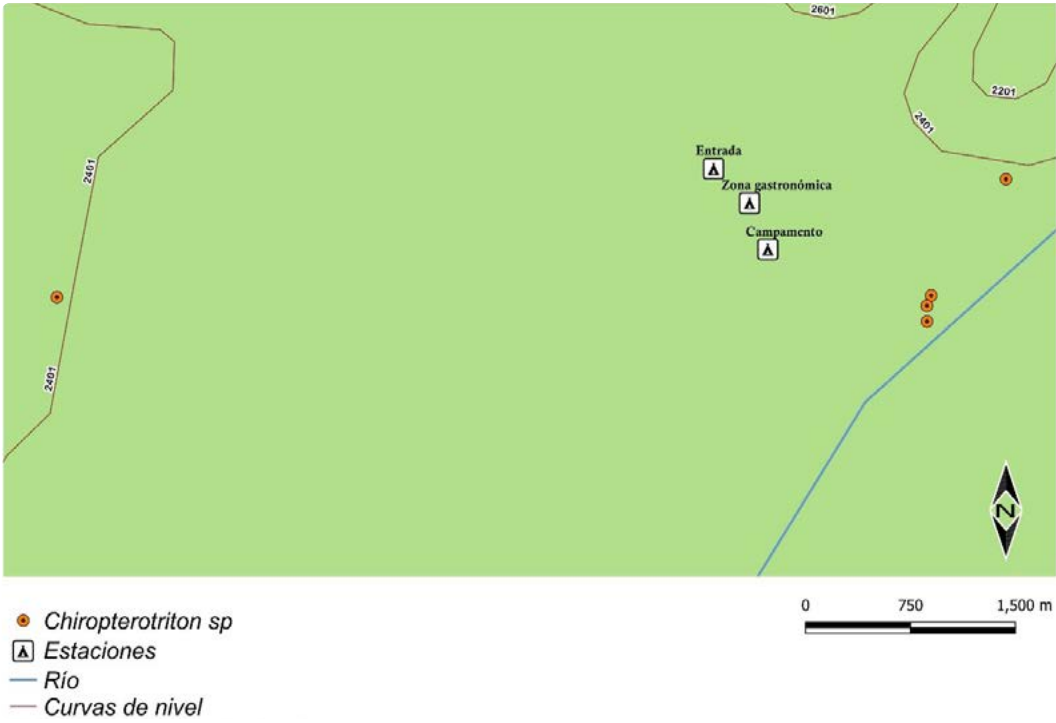 2601
2201
2401
Entrada
2401
Zona gastronómica
Campamento
2401
N
0 750 1,500 m
Chiropterotriton sp
Estaciones
Río
Curvas de nivel